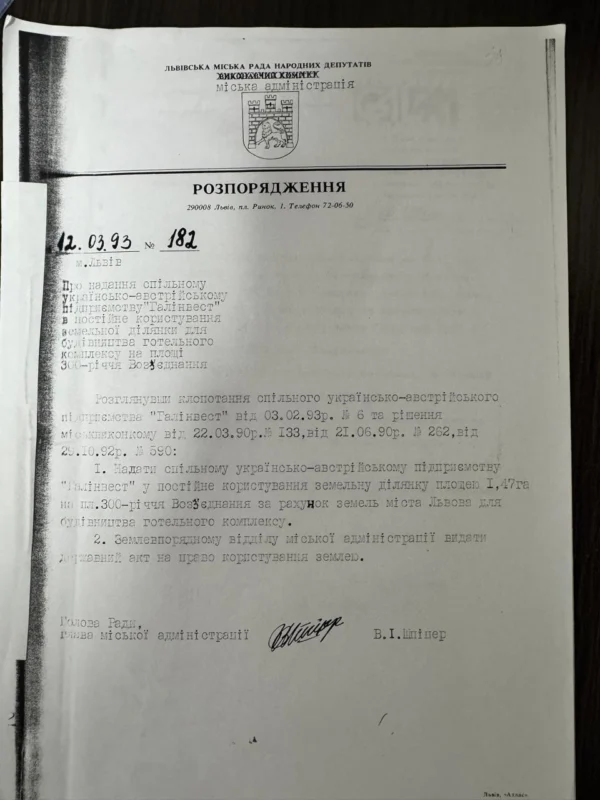 ЛЬВІВСЬКА МІСЬКА РАДА НАРОДНИХ ДЕПУТАТІВ
ВИКОНАВЧИЙ КОМІТЕТ
міська адміністрація
РОЗПОРЯДЖЕННЯ
290008 Львів, пл. Ринок, 1. Телефон 72-06-30
12.03.93 № 182
м.Львів
Про надання спільному
українсько-австрійському
підприємству"Галінвест"
в постійне користування
земельної ділянки для
будівництва готельного
комплексу на площі
300-річчя Возз'єднання
Розглянувши клопотання спільного українсько-австрійського
підприємства "Галінвест" від 03.02.93р. № 6 та рішення
міськвиконкому від 22.03.90р.№ 133,від 21.06.90р. № 262,від
29.10.92р. № 590:
1. Надати спільному українсько-австрійському підприємству
"Галінвест" у постійне користування земельну ділянку площею 1,47га
на пл.300-річчя Возз'єднання за рахунок земель міста Львова для
будівництва готельного комплексу.
2. Землевпорядному відділу міської адміністрації видати
державний акт на право користування землею.
Голова Ради,
глава міської адміністрації В.І.Шпіцер
Львів, «Атлас»